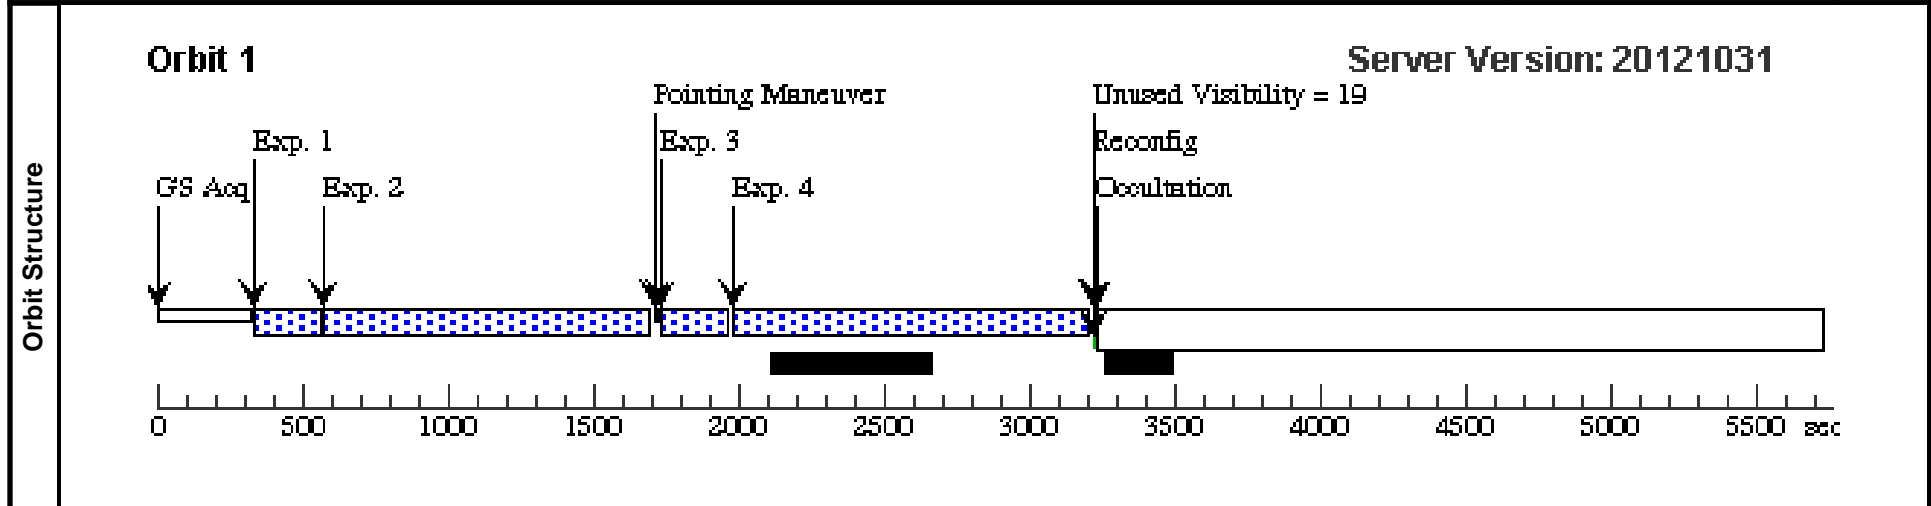 Orbit Structure
Orbit 1
Server Version: 20121031
Pointing Maneuver
Unused Visibility = 19
Exp. 1
Exp. 3
Reconfig
GS Acq
Exp. 2
Exp. 4
Occultation
0 500 1000 1500 2000 2500 3000 3500 4000 4500 5000 5500 sec